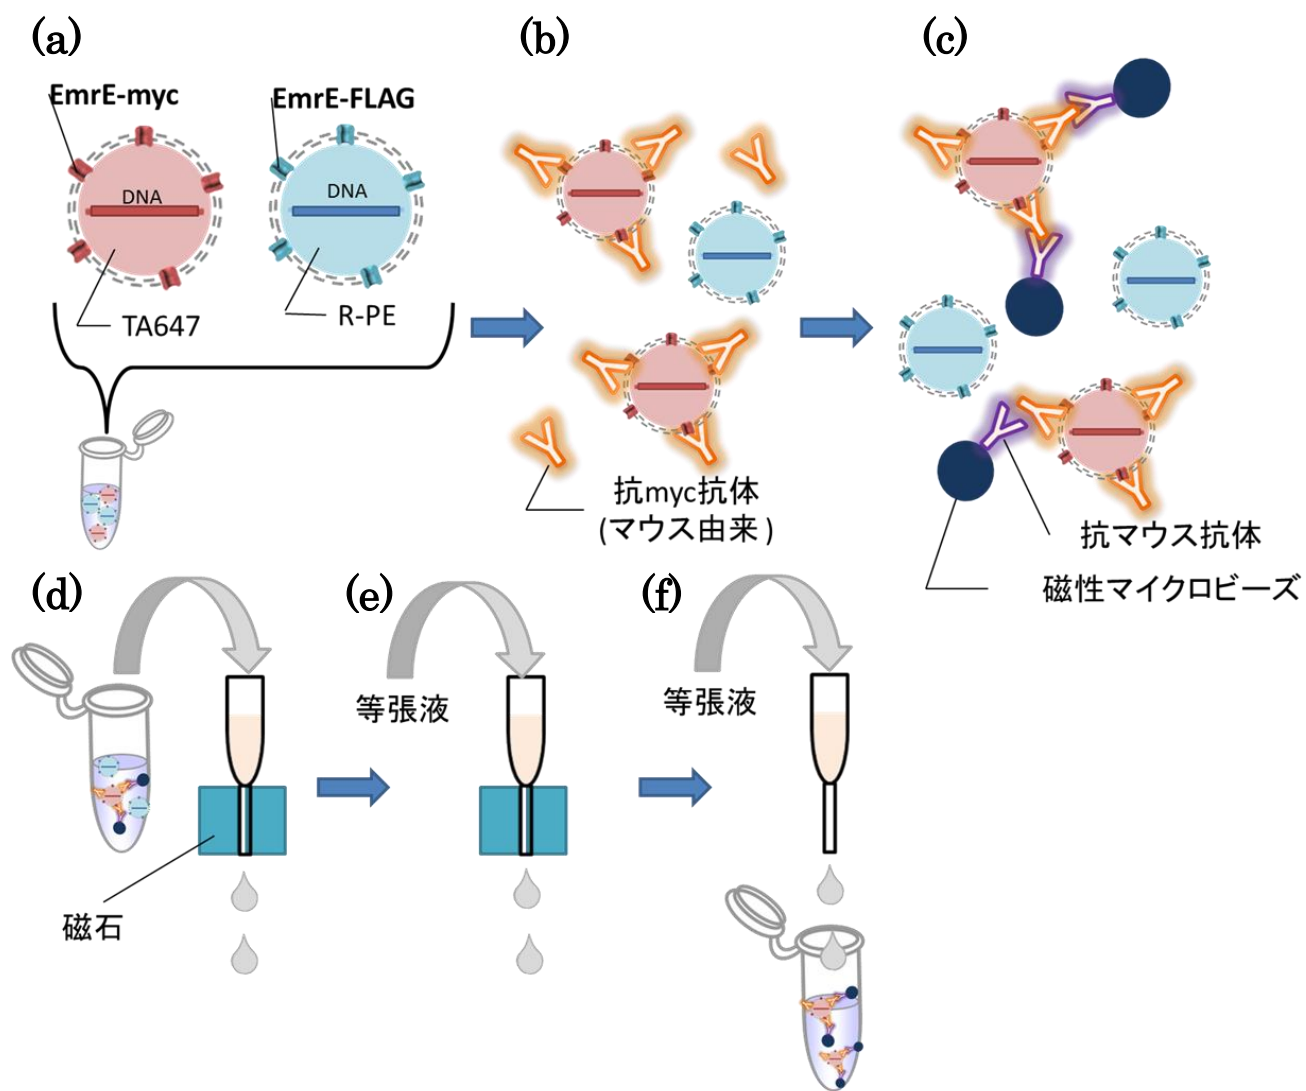 (a)
EmrE-myc
EmrE-FLAG
DNA
DNA
TA647
R-PE
(b)
抗myc抗体
(マウス由来)
(c)
抗マウス抗体
磁性マイクロビーズ
(d)
磁石
(e)
等張液
(f)
等張液